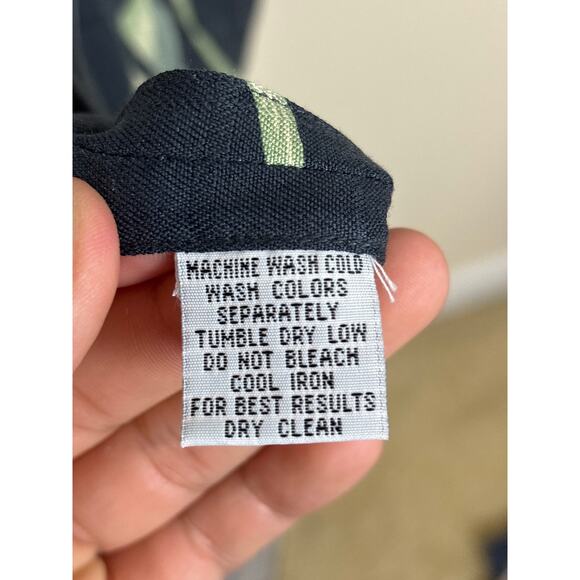 MACHINE WASH COLD
WASH COLORS
SEPARATELY
TUMBLE DRY LOW
DO NOT BLEACH
COOL IRON
FOR BEST RESULTS
DRY CLEAN